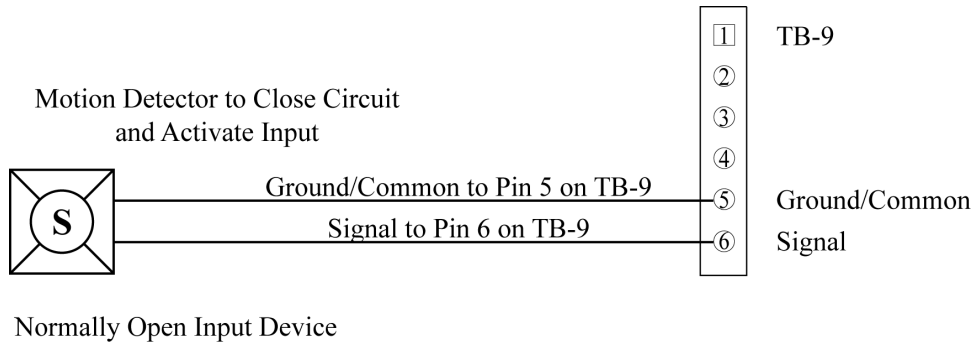 1 TB-9
2
Motion Detector to Close Circuit
and Activate Input
3
4
Ground/Common to Pin 5 on TB-9
5 Ground/Common
S
Signal to Pin 6 on TB-9
6 Signal
Normally Open Input Device